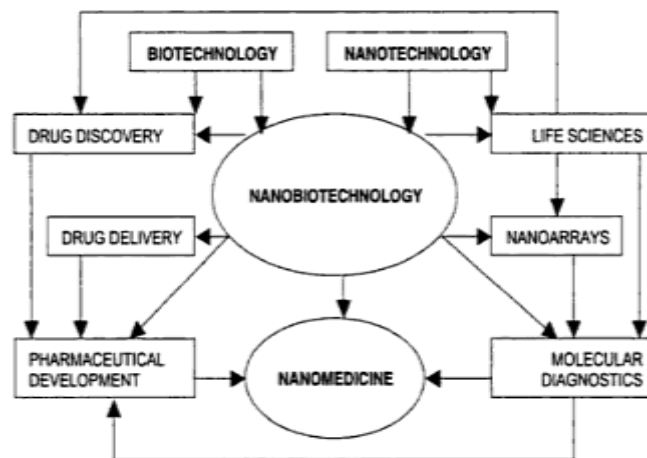 BIOTECHNOLOGY
NANOTECHNOLOGY
DRUG DISCOVERY
LIFE SCIENCES
NANOBIOTECHNOLOGY
DRUG DELIVERY
NANOARRAYS
PHARMACEUTICAL
DEVELOPMENT
NANOMEDICINE
MOLECULAR
DIAGNOSTICS